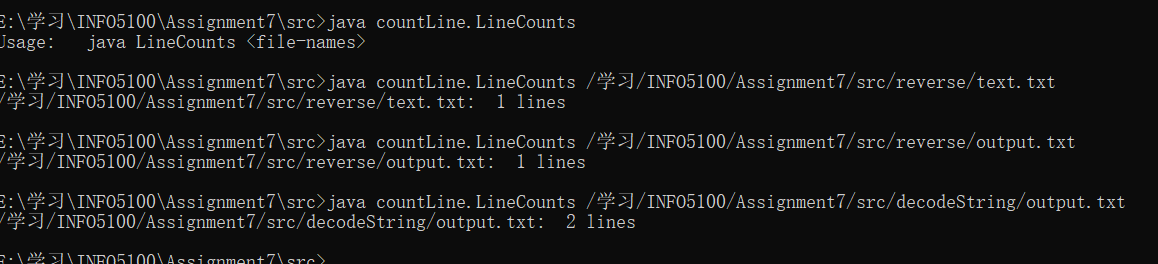 E:\学习\INFO5100\Assignment7\src>java countLine.LineCounts
Usage:   java LineCounts <file-names>
E:\学习\INFO5100\Assignment7\src>java countLine.LineCounts /学习/INFO5100/Assignment7/src/reverse/text.txt
/学习/INFO5100/Assignment7/src/reverse/text.txt:  1 lines
E:\学习\INFO5100\Assignment7\src>java countLine.LineCounts /学习/INFO5100/Assignment7/src/reverse/output.txt
/学习/INFO5100/Assignment7/src/reverse/output.txt:  1 lines
E:\学习\INFO5100\Assignment7\src>java countLine.LineCounts /学习/INFO5100/Assignment7/src/decodeString/output.txt
/学习/INFO5100/Assignment7/src/decodeString/output.txt:  2 lines
E:\学习\INFO5100\Assignment7\src>